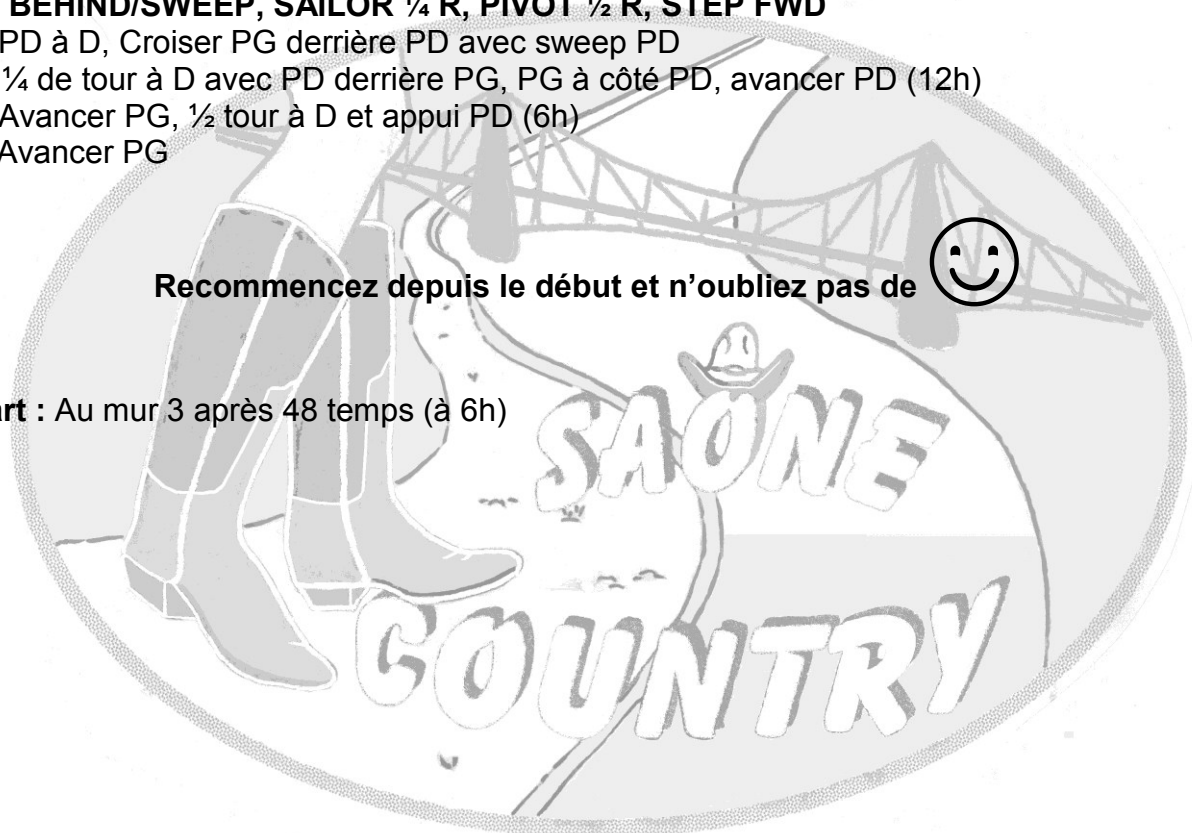 BEHIND/SWEEP, SAILOR ¼ R, PIVOT ½ R, STEP FWD
PD à D, Croiser PG derrière PD avec sweep PD
¼ de tour à D avec PD derrière PG, PG à côté PD, avancer PD (12h)
Avancer PG, ½ tour à D et appui PD (6h)
Avancer PG
Recommencez depuis le début et n’oubliez pas de
art : Au mur 3 après 48 temps (à 6h)
SAÔNE
COUNTRY